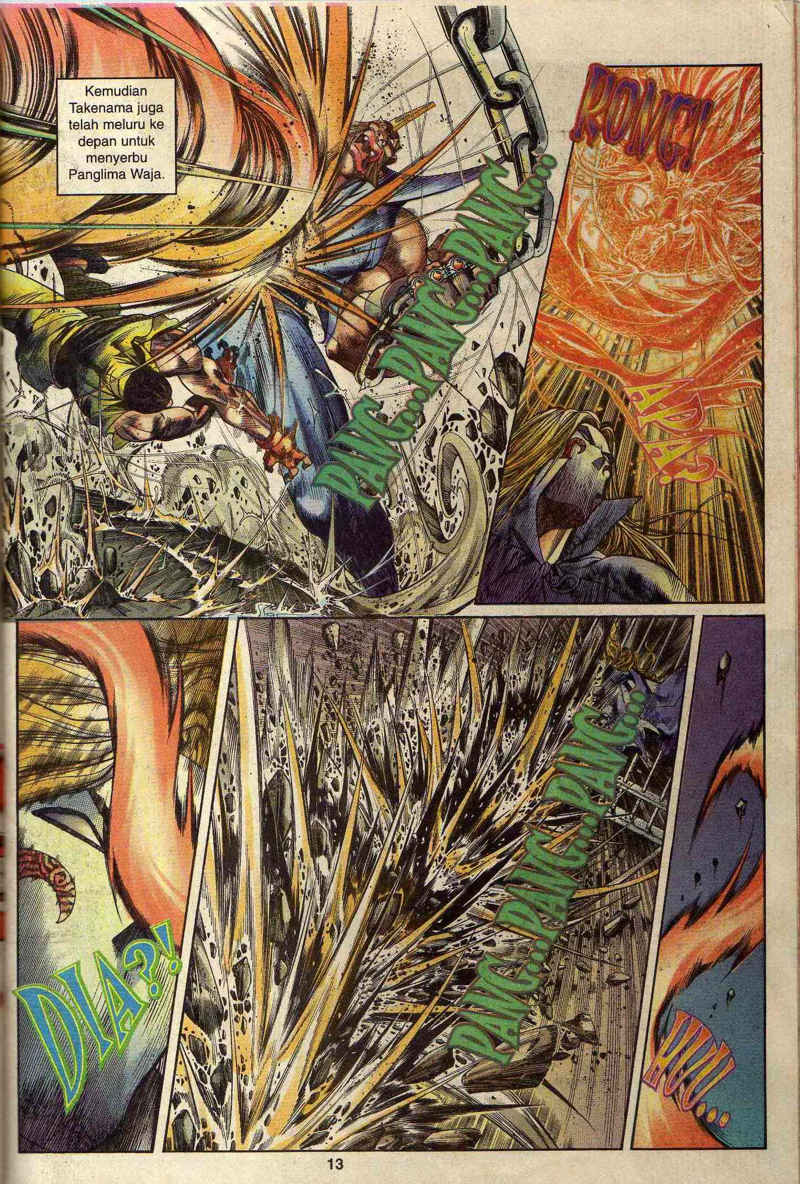 Kemudian
Takenama juga
telah meluru ke
depan untuk
menyerbu
Panglima Waja.
PANG...PANG...PANG...PANG...
RONG!!
APA?
DIA?!
PANG...PANG...PANG...PANG...
HUU...
13